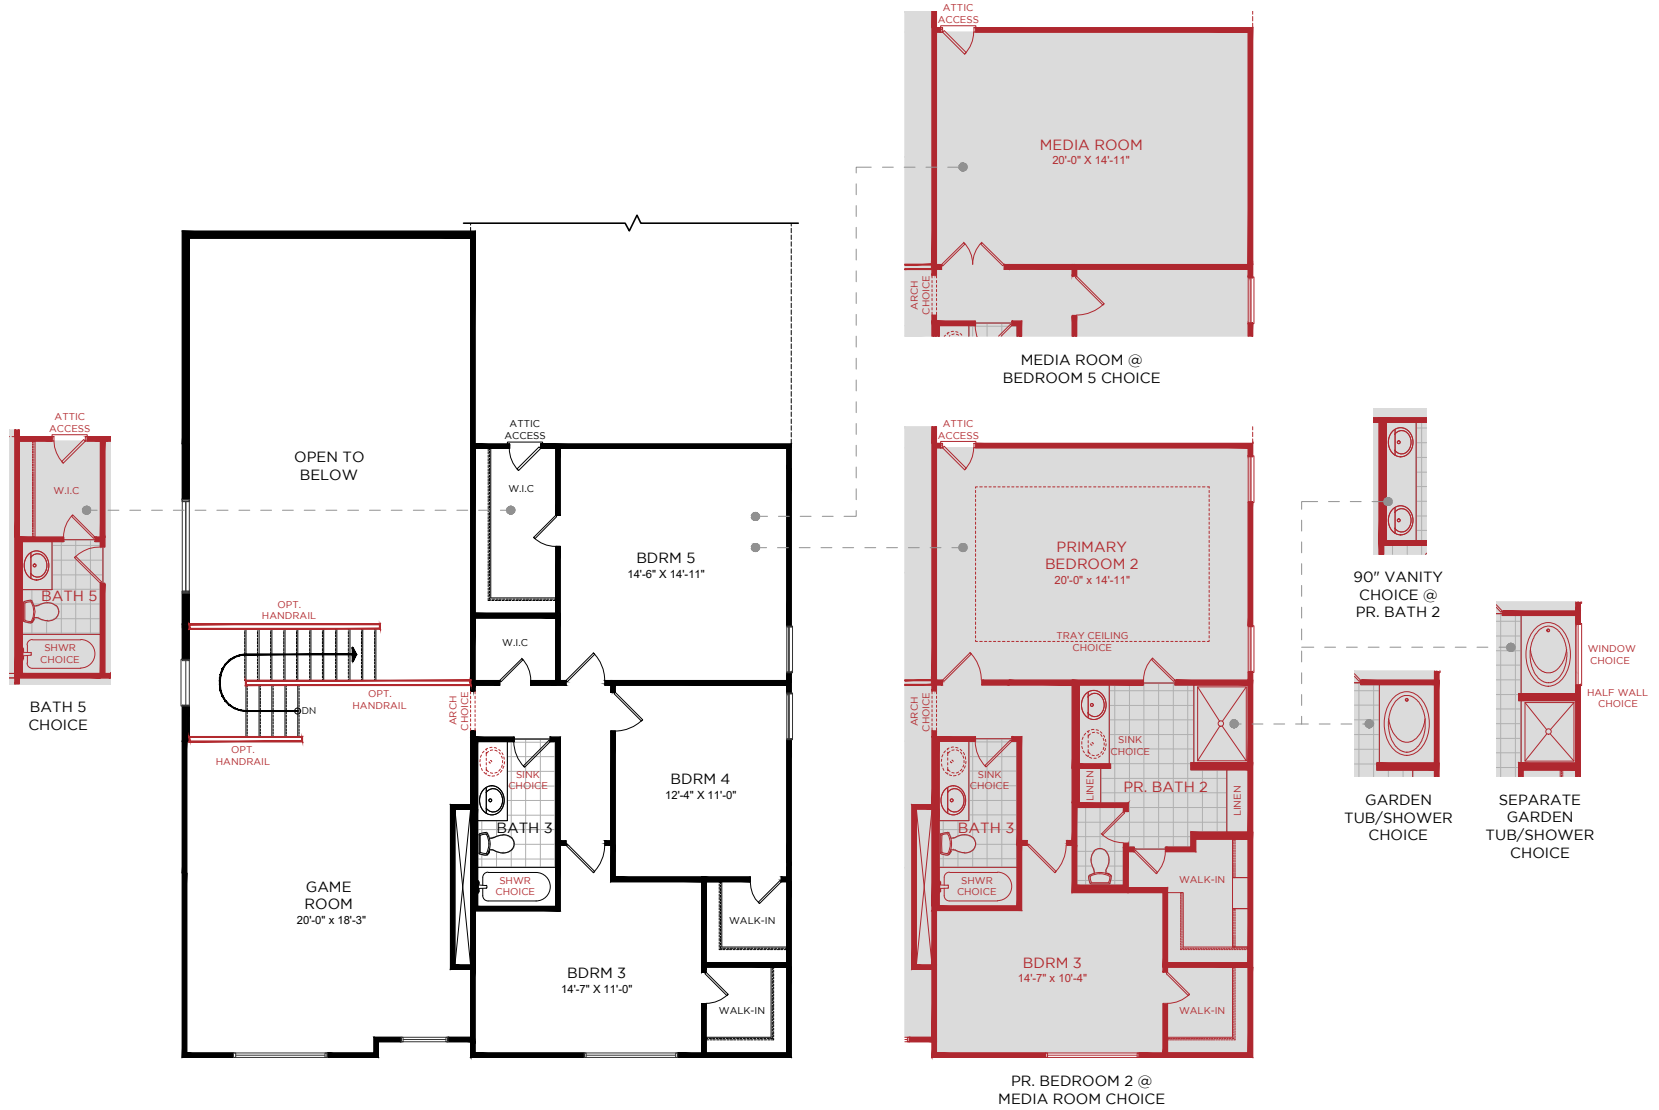 ATTIC
ACCESS
MEDIA ROOM
20'-0" X 14'-11"
ARCH
CHOICE
MEDIA ROOM @
BEDROOM 5 CHOICE
ATTIC
ACCESS
W.I.C
BATH 5
SHWR
CHOICE
BATH 5
CHOICE
OPEN TO
BELOW
ATTIC
ACCESS
W.I.C
BDRM 5
14'-6" X 14'-11"
OPT.
HANDRAIL
W.I.C
OPT.
HANDRAIL
ARCH
CHOICE
DN
OPT.
HANDRAIL
SINK
CHOICE
BATH 3
SHWR
CHOICE
BDRM 4
12'-4" X 11'-0"
GAME
ROOM
20'-0" x 18'-3"
WALK-IN
BDRM 3
14'-7" X 11'-0"
WALK-IN
ATTIC
ACCESS
PRIMARY
BEDROOM 2
20'-0" x 14'-11"
TRAY CEILING
CHOICE
ARCH
CHOICE
SINK
CHOICE
SINK
CHOICE
LINEN
PR. BATH 2
LINEN
BATH 3
SHWR
CHOICE
WALK-IN
BDRM 3
14'-7" x 10'-4"
WALK-IN
PR. BEDROOM 2 @
MEDIA ROOM CHOICE
90" VANITY
CHOICE @
PR. BATH 2
WINDOW
CHOICE
HALF WALL
CHOICE
GARDEN
TUB/SHOWER
CHOICE
SEPARATE
GARDEN
TUB/SHOWER
CHOICE